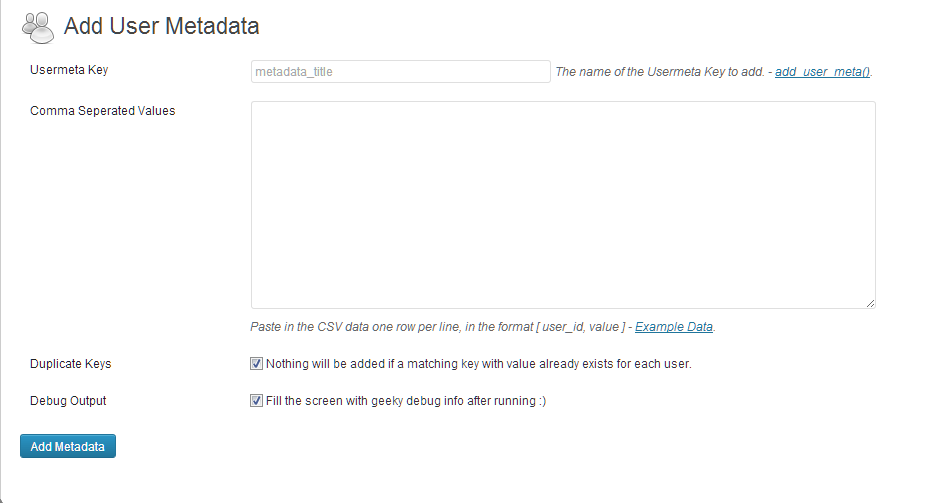 Add User Metadata
Usermeta Key
metadata_title
The name of the Usermeta Key to add. - add_user_meta().
Comma Seperated Values
Paste in the CSV data one row per line, in the format [ user_id, value ] - Example Data.
Duplicate Keys
Nothing will be added if a matching key with value already exists for each user.
Debug Output
Fill the screen with geeky debug info after running :)
Add Metadata